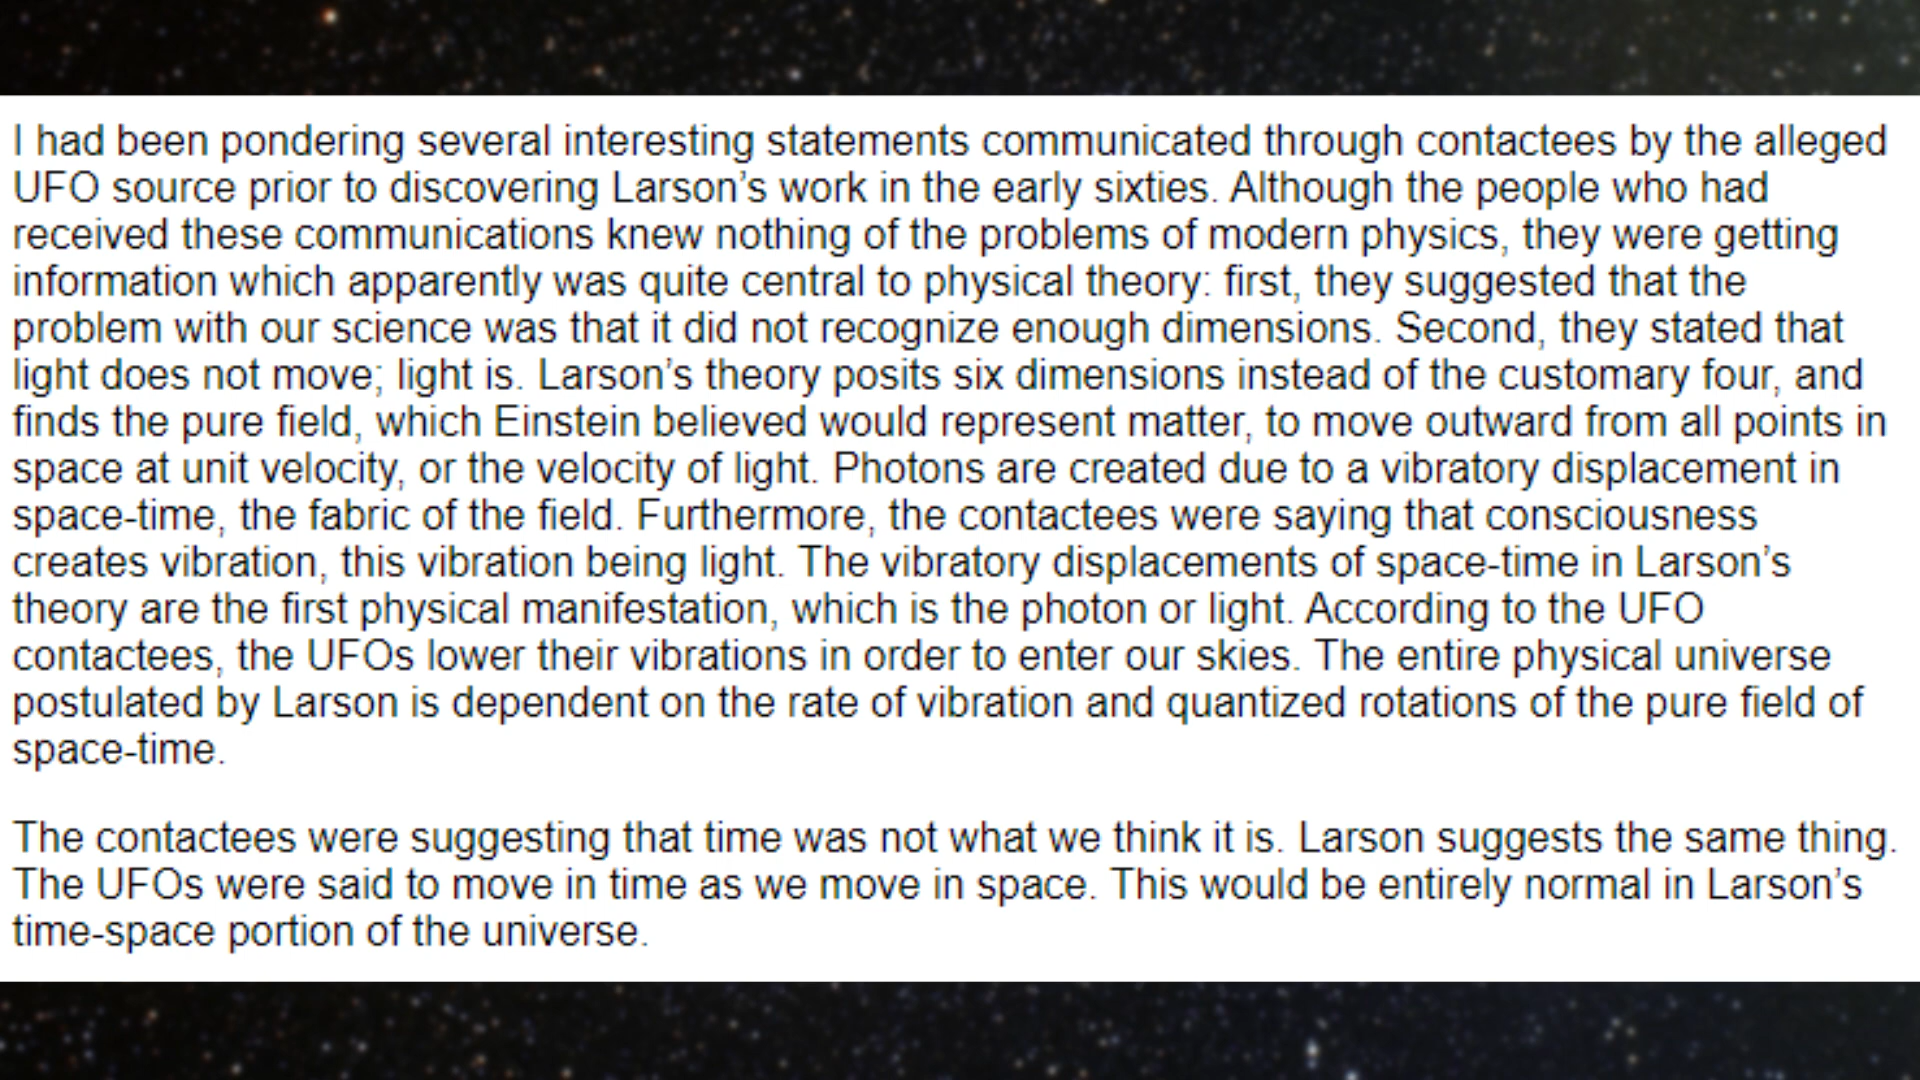 I had been pondering several interesting statements communicated through contactees by the alleged
UFO source prior to discovering Larson’s work in the early sixties. Although the people who had
received these communications knew nothing of the problems of modern physics, they were getting
information which apparently was quite central to physical theory: first, they suggested that the
problem with our science was that it did not recognize enough dimensions. Second, they stated that
light does not move; light is. Larson’s theory posits six dimensions instead of the customary four, and
finds the pure field, which Einstein believed would represent matter, to move outward from all points in
space at unit velocity, or the velocity of light. Photons are created due to a vibratory displacement in
space-time, the fabric of the field. Furthermore, the contactees were saying that consciousness
creates vibration, this vibration being light. The vibratory displacements of space-time in Larson’s
theory are the first physical manifestation, which is the photon or light. According to the UFO
contactees, the UFOs lower their vibrations in order to enter our skies. The entire physical universe
postulated by Larson is dependent on the rate of vibration and quantized rotations of the pure field of
space-time.
The contactees were suggesting that time was not what we think it is. Larson suggests the same thing.
The UFOs were said to move in time as we move in space. This would be entirely normal in Larson’s
time-space portion of the universe.